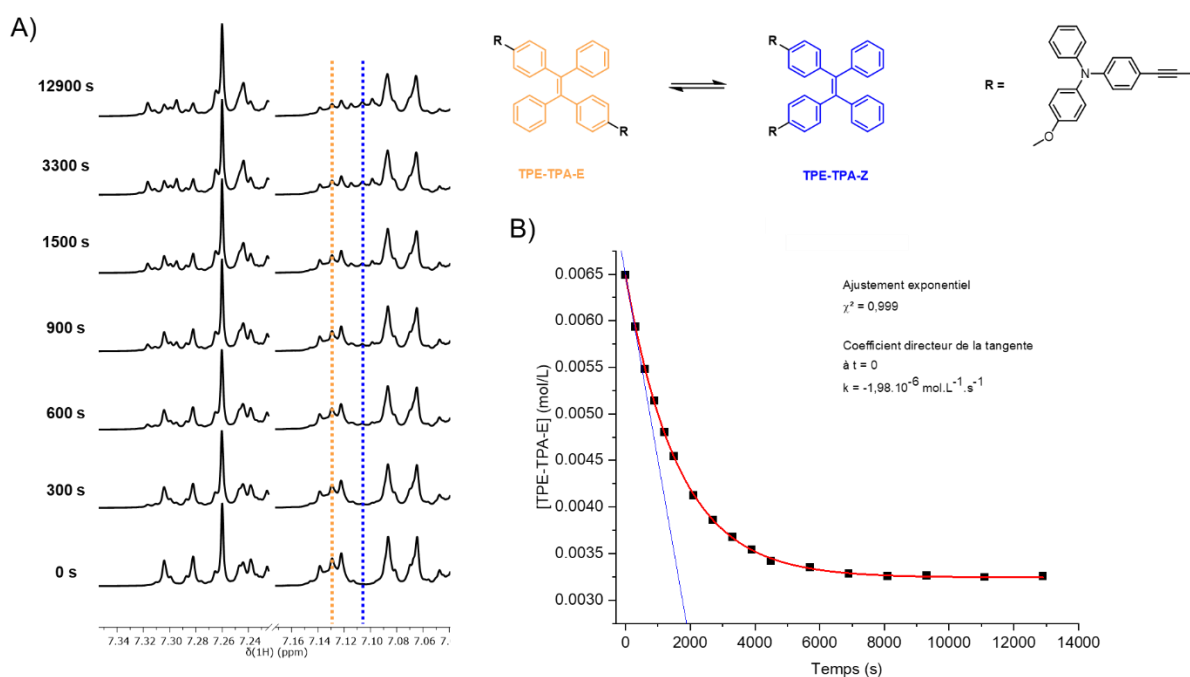 A)
12900 s
3300 s
1500 s
900 s
600 s
300 s
0 s
7.34 7.32 7.30 7.28 7.26 7.24 7.16 7.14 7.13 7.12 7.10 7.08 7.06 7.0
δ(1H) (ppm)
R
R
TPE-TPA-E
R
R
TPE-TPA-Z
R =
N
O
B)
[TPE-TPA-E] (mol/L)
0.0065
0.0060
0.0055
0.0050
0.0045
0.0040
0.0035
0.0030
Ajustement exponentiel
χ² = 0,999
Coefficient directeur de la tangente
à t = 0
k = -1,98.10⁻⁶ mol.L⁻¹.s⁻¹
0 2000 4000 6000 8000 10000 12000 14000
Temps (s)